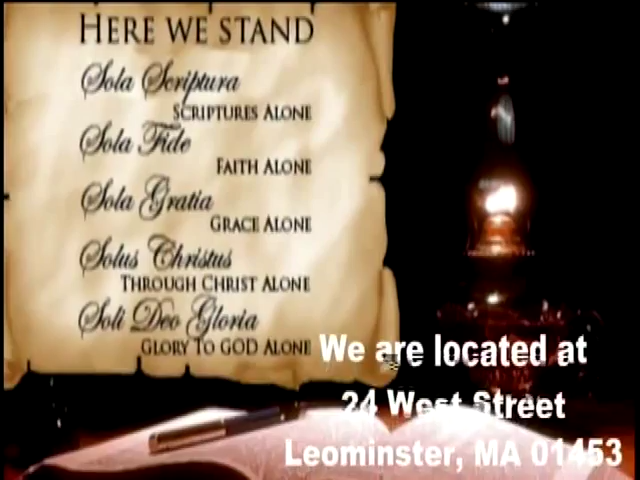 HERE WE STAND
Sola Scriptura
SCRIPTURES ALONE
Sola Fide
FAITH ALONE
Sola Gratia
GRACE ALONE
Solus Christus
THROUGH CHRIST ALONE
Soli Deo Gloria
GLORY TO GOD ALONE
We are located at
24 West Street
Leominster, MA 01453